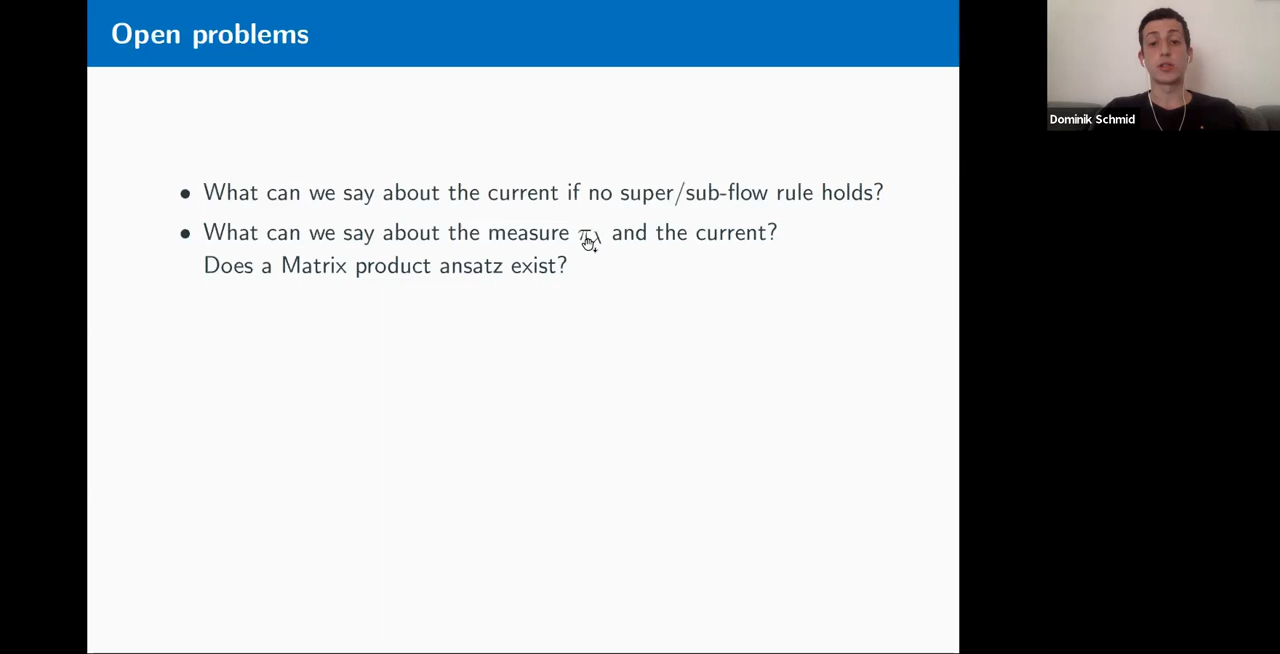 Open problems
Dominik Schmid
• What can we say about the current if no super/sub-flow rule holds?
• What can we say about the measure π_λ and the current?
Does a Matrix product ansatz exist?